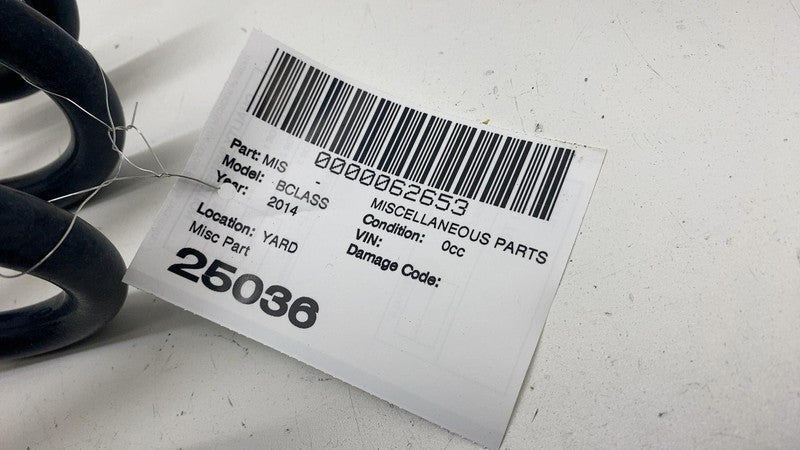 0000062653
Part: MIS - MISCELLANEOUS PARTS
Model: BCLASS Condition: 0cc
Year: 2014 VIN:
Damage Code:
Location: YARD
Misc Part
25036